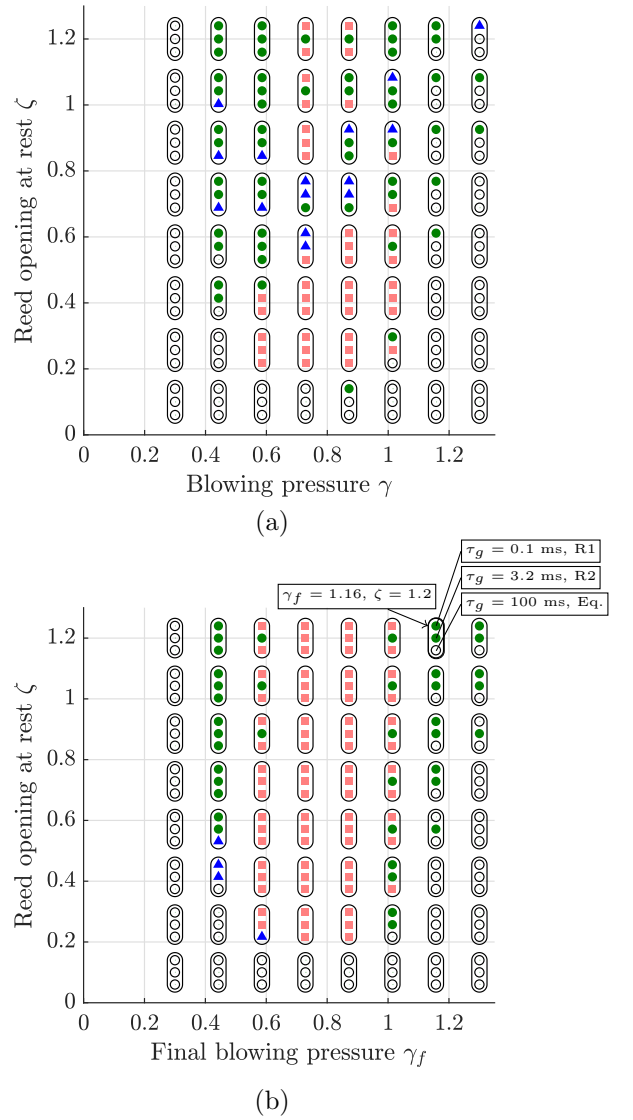 1.2
1
0.8
0.6
0.4
0.2
0
Reed opening at rest ζ
0 0.2 0.4 0.6 0.8 1 1.2
Blowing pressure γ
(a)
τg = 0.1 ms, R1
τg = 3.2 ms, R2
γf = 1.16, ζ = 1.2
τg = 100 ms, Eq.
1.2
1
0.8
0.6
0.4
0.2
0
Reed opening at rest ζ
0 0.2 0.4 0.6 0.8 1 1.2
Final blowing pressure γf
(b)